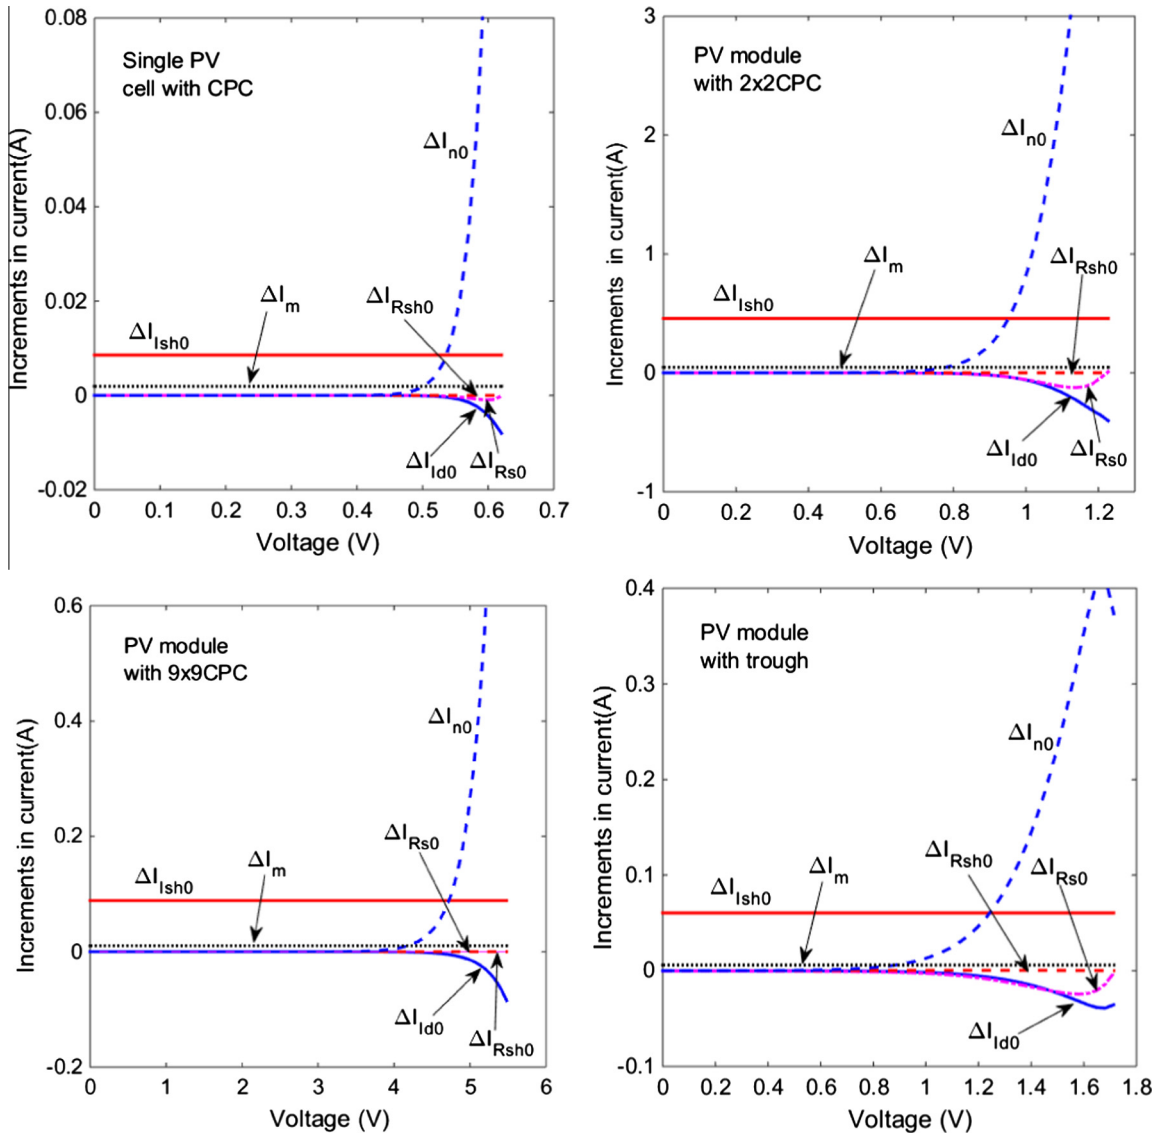 Single PV
cell with CPC
Increments in current(A)
0.08
0.06
0.04
0.02
0
-0.02
ΔIn0
ΔIm
ΔIRsh0
ΔIIsh0
ΔIId0
ΔIRs0
0 0.1 0.2 0.3 0.4 0.5 0.6 0.7
Voltage (V)
PV module
with 2x2CPC
Increments in current(A)
3
2
1
0
-1
ΔIn0
ΔIm
ΔIRsh0
ΔIIsh0
ΔIId0
ΔIRs0
0 0.2 0.4 0.6 0.8 1 1.2
Voltage (V)
PV module
with 9x9CPC
Increments in current(A)
0.6
0.4
0.2
0
-0.2
ΔIn0
ΔIRs0
ΔIm
ΔIIsh0
ΔIId0
ΔIRsh0
0 1 2 3 4 5 6
Voltage (V)
PV module
with trough
Increments in current(A)
0.4
0.3
0.2
0.1
0
-0.1
ΔIn0
ΔIRsh0
ΔIRs0
ΔIm
ΔIIsh0
ΔIId0
0 0.2 0.4 0.6 0.8 1 1.2 1.4 1.6 1.8
Voltage (V)